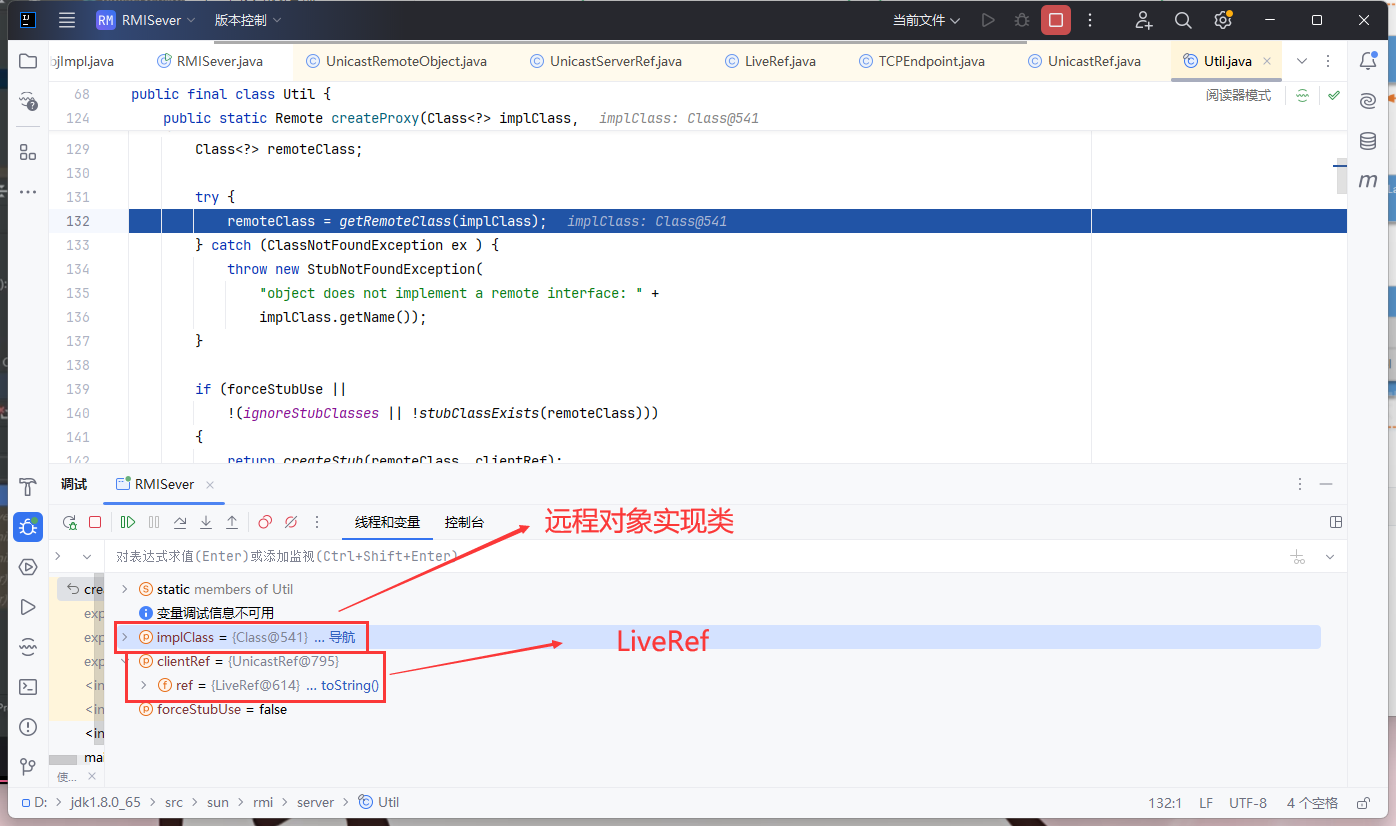 RM RMISever 版本控制 当前文件
ojImpl.java RMISever.java UnicastRemoteObject.java UnicastServerRef.java LiveRef.java TCPEndpoint.java UnicastRef.java Util.java
68 public final class Util { 阅读器模式
124 public static Remote createProxy(Class<?> implClass, implClass: Class@541
129 Class<?> remoteClass;
130
131 try {
132 remoteClass = getRemoteClass(implClass); implClass: Class@541
133 } catch (ClassNotFoundException ex ) {
134 throw new StubNotFoundException(
135 "object does not implement a remote interface: " +
136 implClass.getName());
137 }
138
139 if (forceStubUse ||
140 !(ignoreStubClasses || !stubClassExists(remoteClass)))
141 {
142 return createStub(remoteClass, clientRef);
调试 RMISever
线程和变量 控制台
远程对象实现类
对表达式求值(Enter)或添加监视(Ctrl+Shift+Enter)
cre
exp
exp
exp
<in
<in
<in
mai
使...
static members of Util
变量调试信息不可用
implClass = {Class@541} ... 导航
LiveRef
clientRef = {UnicastRef@795}
ref = {LiveRef@614} ... toString()
forceStubUse = false
D: > jdk1.8.0_65 > src > sun > rmi > server > Util 132:1 LF UTF-8 4 个空格